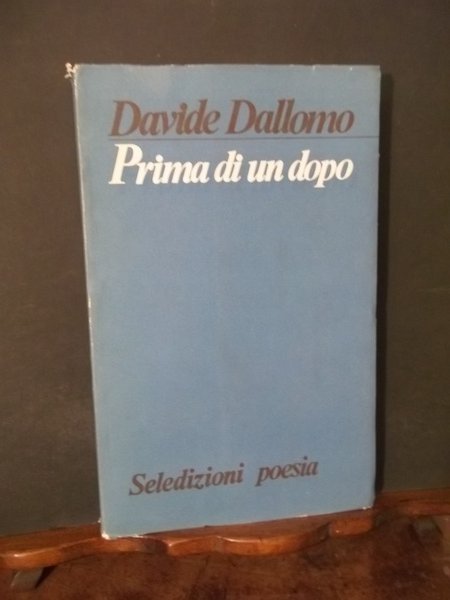 Davide Dallomo
Prima di un dopo
Seledizioni poesia